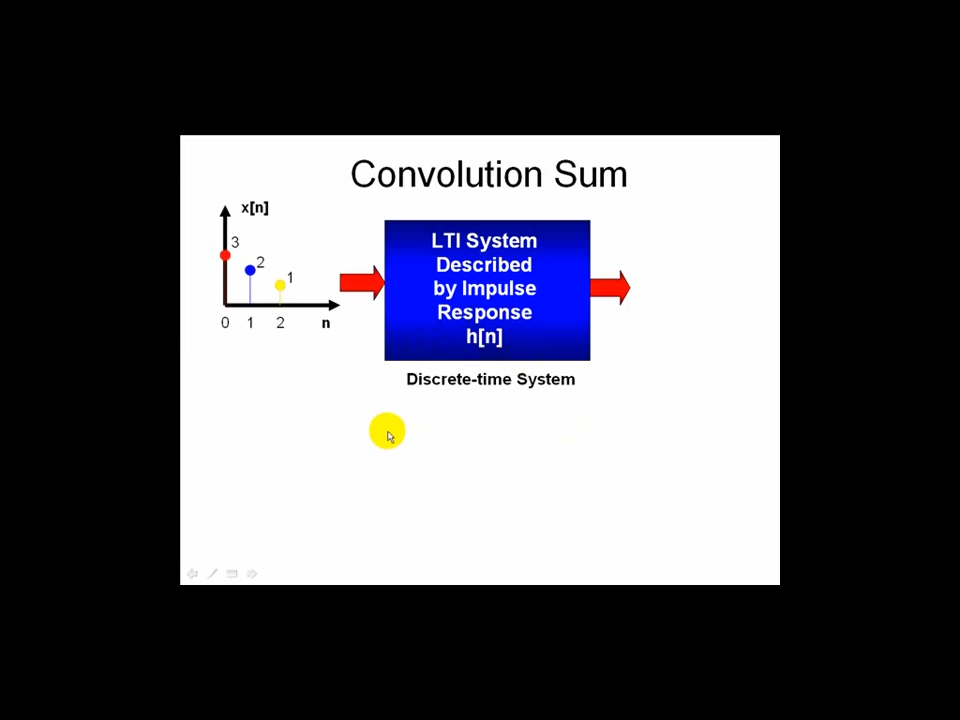 Convolution Sum
x[n]
3
2
1
0 1 2 n
LTI System
Described
by Impulse
Response
h[n]
Discrete-time System